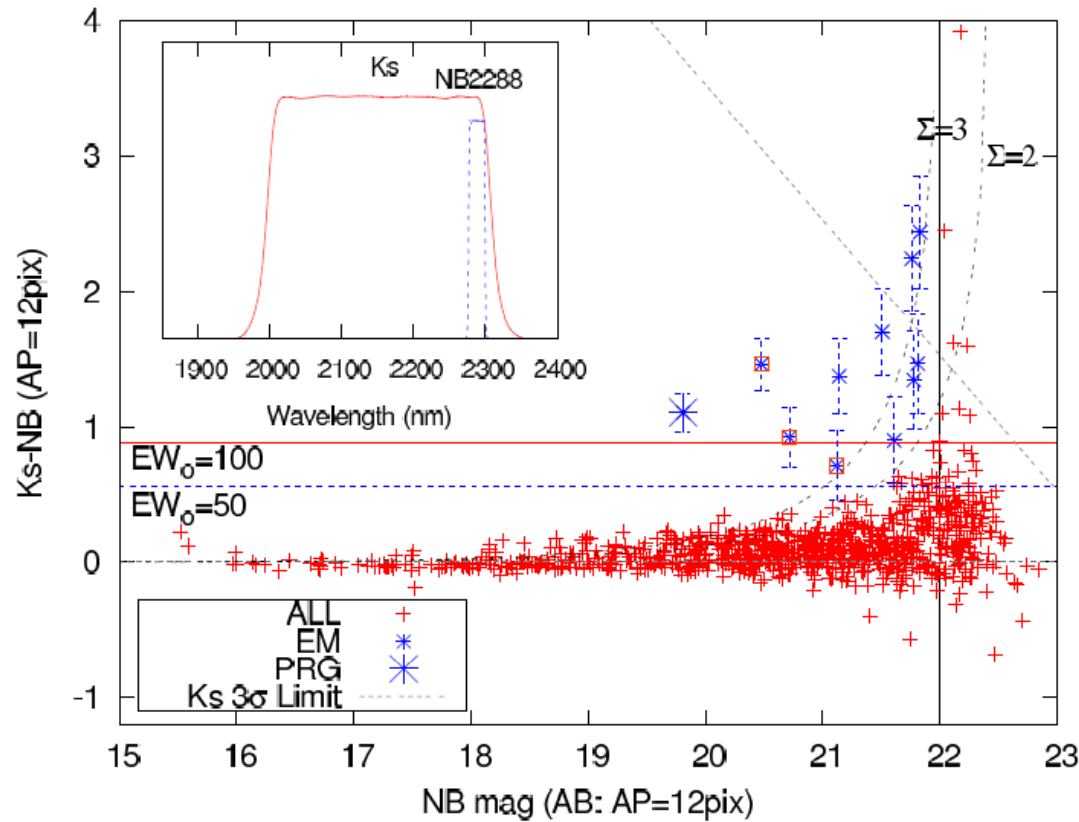 4
3
2
1
0
-1
Ks-NB (AP=12pix)
Ks
NB2288
1900 2000 2100 2200 2300 2400
Wavelength (nm)
Σ=3
Σ=2
EWo=100
EWo=50
ALL
EM
PRG
Ks 3σ Limit
15 16 17 18 19 20 21 22 23
NB mag (AB: AP=12pix)